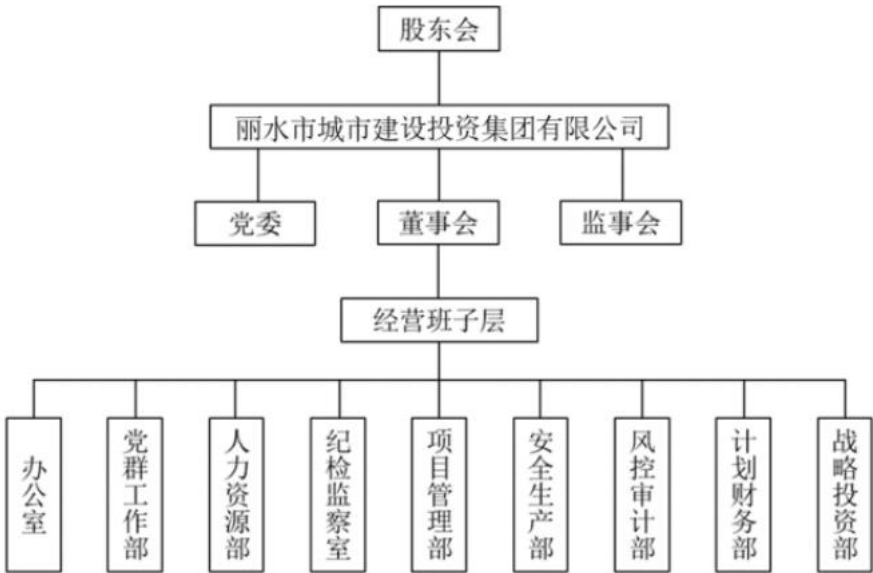 股东会
丽水市城市建设投资集团有限公司
党委
董事会
监事会
经营班子层
办公室
党群工作部
人力资源部
纪检监察室
项目管理部
安全生产部
风控审计部
计划财务部
战略投资部